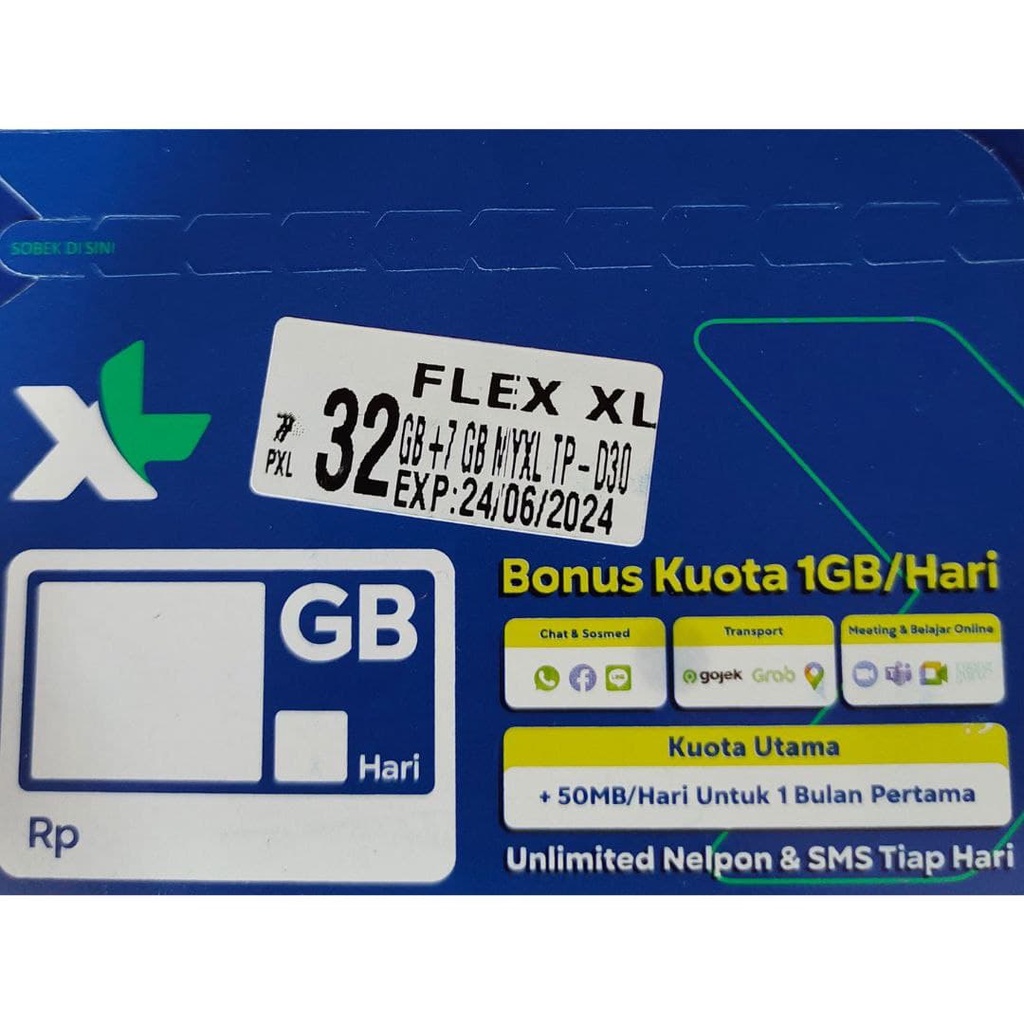 SOBEK DI SINI
XL
FLEX XL
PXL
32 GB+7 GB MYXL TP-D30
EXP:24/06/2024
GB
Hari
Rp
Bonus Kuota 1GB/Hari
Chat & Sosmed
LINE
Transport
gojek Grab
Meeting & Belajar Online
Kuota Utama
+ 50MB/Hari Untuk 1 Bulan Pertama
Unlimited Nelpon & SMS Tiap Hari